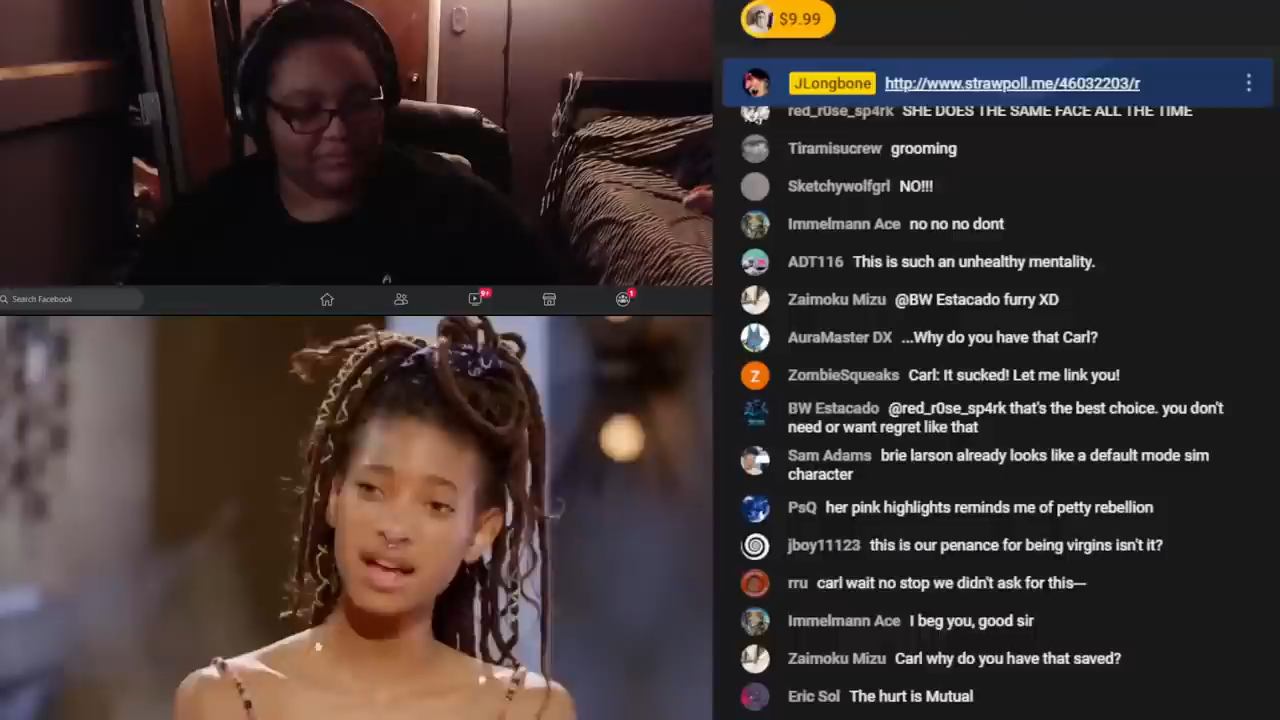 $9.99
JLongbone http://www.strawpoll.me/46032203/r
red_r0se_sp4rk SHE DOES THE SAME FACE ALL THE TIME
Tiramisucrew grooming
Sketchywolfgrl NO!!!
Immelmann Ace no no no dont
ADT116 This is such an unhealthy mentality.
Search Facebook
9+
1
Zaimoku Mizu @BW Estacado furry XD
AuraMaster DX ...Why do you have that Carl?
Z
ZombieSqueaks Carl: It sucked! Let me link you!
BW Estacado @red_r0se_sp4rk that's the best choice. you don't
need or want regret like that
Sam Adams brie larson already looks like a default mode sim
character
PsQ her pink highlights reminds me of petty rebellion
jboy11123 this is our penance for being virgins isn't it?
rru carl wait no stop we didn't ask for this—
Immelmann Ace I beg you, good sir
Zaimoku Mizu Carl why do you have that saved?
Eric Sol The hurt is Mutual